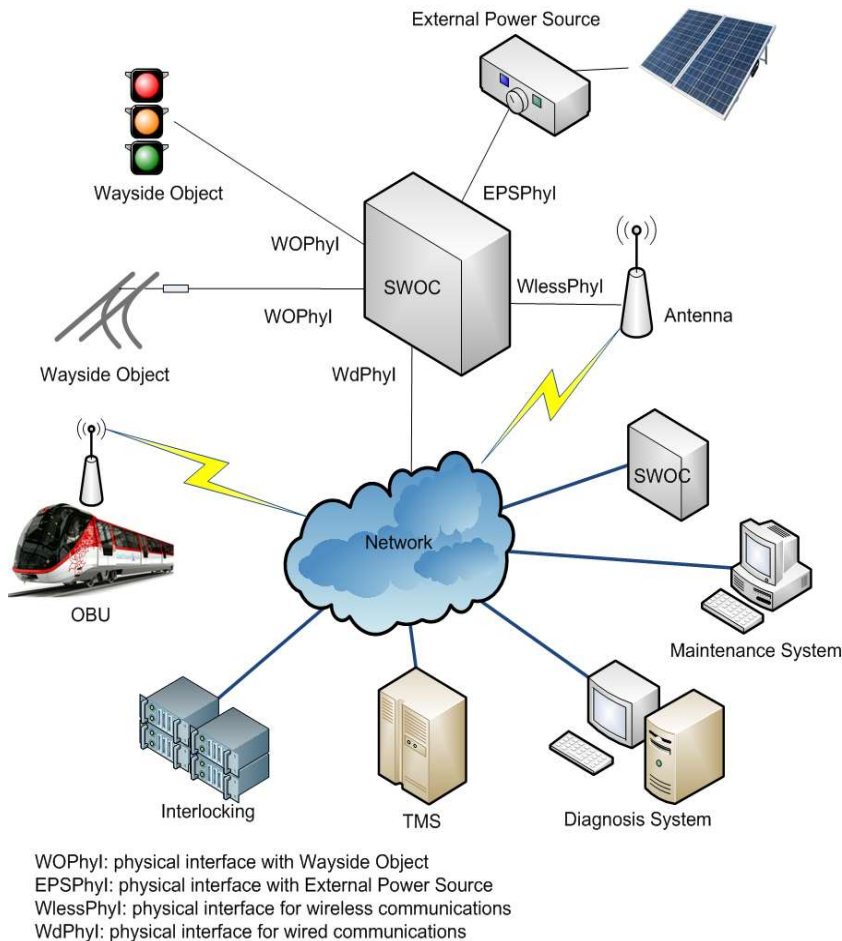 External Power Source
Wayside Object
EPSPhyI
WOPhyI
SWOC
WlessPhyI
WOPhyI
Antenna
Wayside Object
WdPhyI
SWOC
Network
OBU
Maintenance System
Interlocking
TMS
Diagnosis System
WOPhyI: physical interface with Wayside Object
EPSPhyI: physical interface with External Power Source
WlessPhyI: physical interface for wireless communications
WdPhyI: physical interface for wired communications